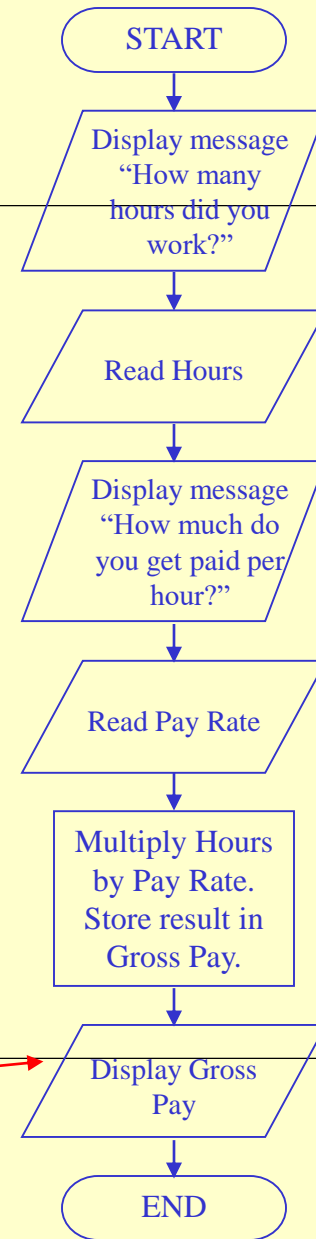 START
Display message
“How many
hours did you
work?”
Read Hours
Display message
“How much do
you get paid per
hour?”
Read Pay Rate
Multiply Hours
by Pay Rate.
Store result in
Gross Pay.
Display Gross
Pay
END